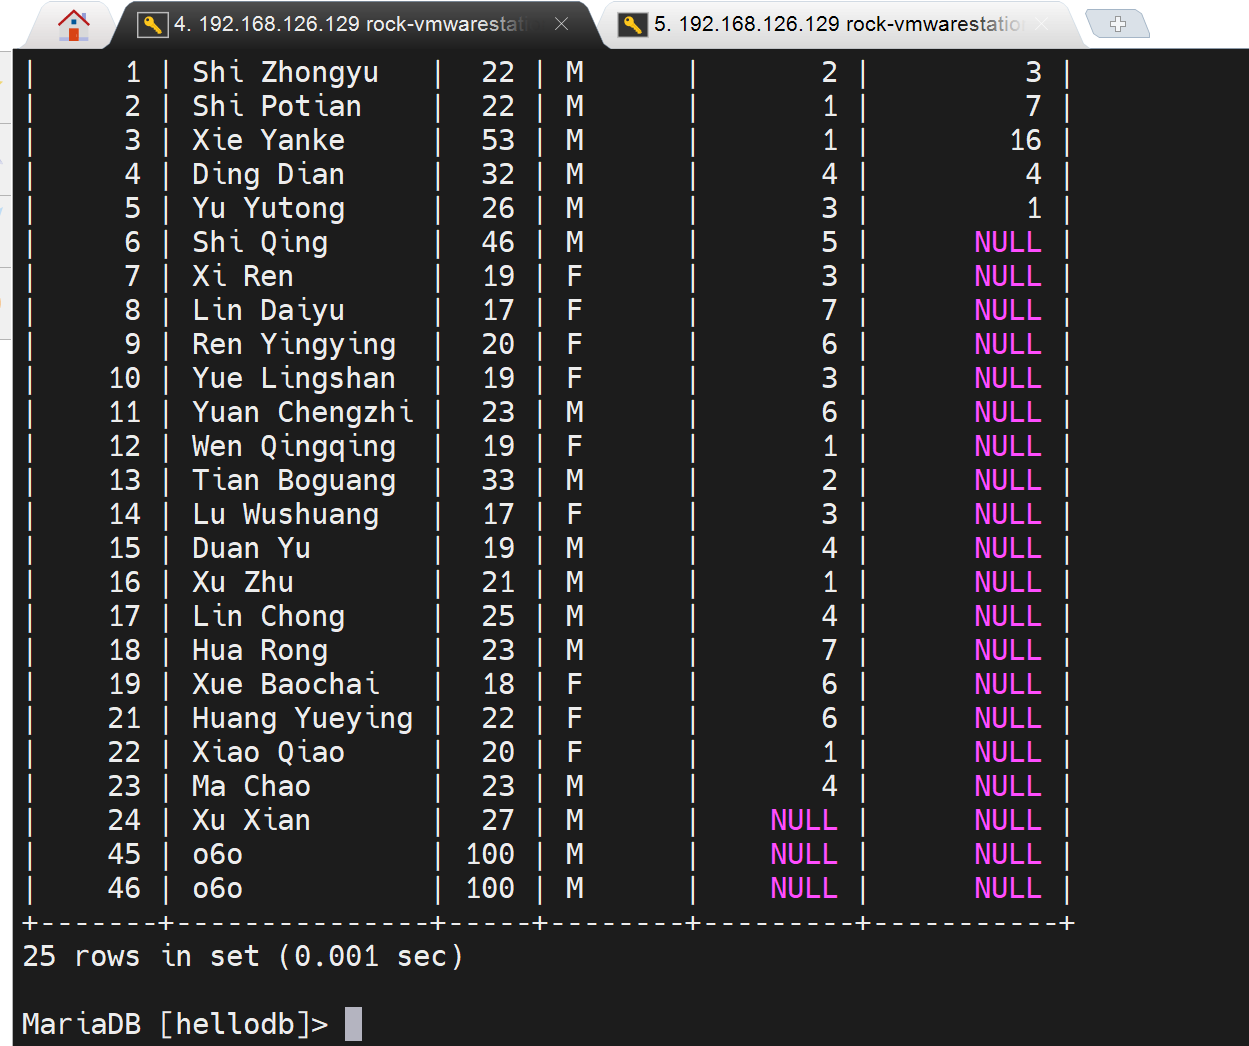 4. 192.168.126.129 rock-vmwarestat
5. 192.168.126.129 rock-vmwarestatio
| 1 | Shi Zhongyu | 22 | M | 2 | 3 |
| 2 | Shi Potian | 22 | M | 1 | 7 |
| 3 | Xie Yanke | 53 | M | 1 | 16 |
| 4 | Ding Dian | 32 | M | 4 | 4 |
| 5 | Yu Yutong | 26 | M | 3 | 1 |
| 6 | Shi Qing | 46 | M | 5 | NULL |
| 7 | Xi Ren | 19 | F | 3 | NULL |
| 8 | Lin Daiyu | 17 | F | 7 | NULL |
| 9 | Ren Yingying | 20 | F | 6 | NULL |
| 10 | Yue Lingshan | 19 | F | 3 | NULL |
| 11 | Yuan Chengzhi | 23 | M | 6 | NULL |
| 12 | Wen Qingqing | 19 | F | 1 | NULL |
| 13 | Tian Boguang | 33 | M | 2 | NULL |
| 14 | Lu Wushuang | 17 | F | 3 | NULL |
| 15 | Duan Yu | 19 | M | 4 | NULL |
| 16 | Xu Zhu | 21 | M | 1 | NULL |
| 17 | Lin Chong | 25 | M | 4 | NULL |
| 18 | Hua Rong | 23 | M | 7 | NULL |
| 19 | Xue Baochai | 18 | F | 6 | NULL |
| 21 | Huang Yueying | 22 | F | 6 | NULL |
| 22 | Xiao Qiao | 20 | F | 1 | NULL |
| 23 | Ma Chao | 23 | M | 4 | NULL |
| 24 | Xu Xian | 27 | M | NULL | NULL |
| 45 | o6o | 100 | M | NULL | NULL |
| 46 | o6o | 100 | M | NULL | NULL |
+-------+---------------+-----+--------+---------+-----------+
25 rows in set (0.001 sec)
MariaDB [hellodb]>